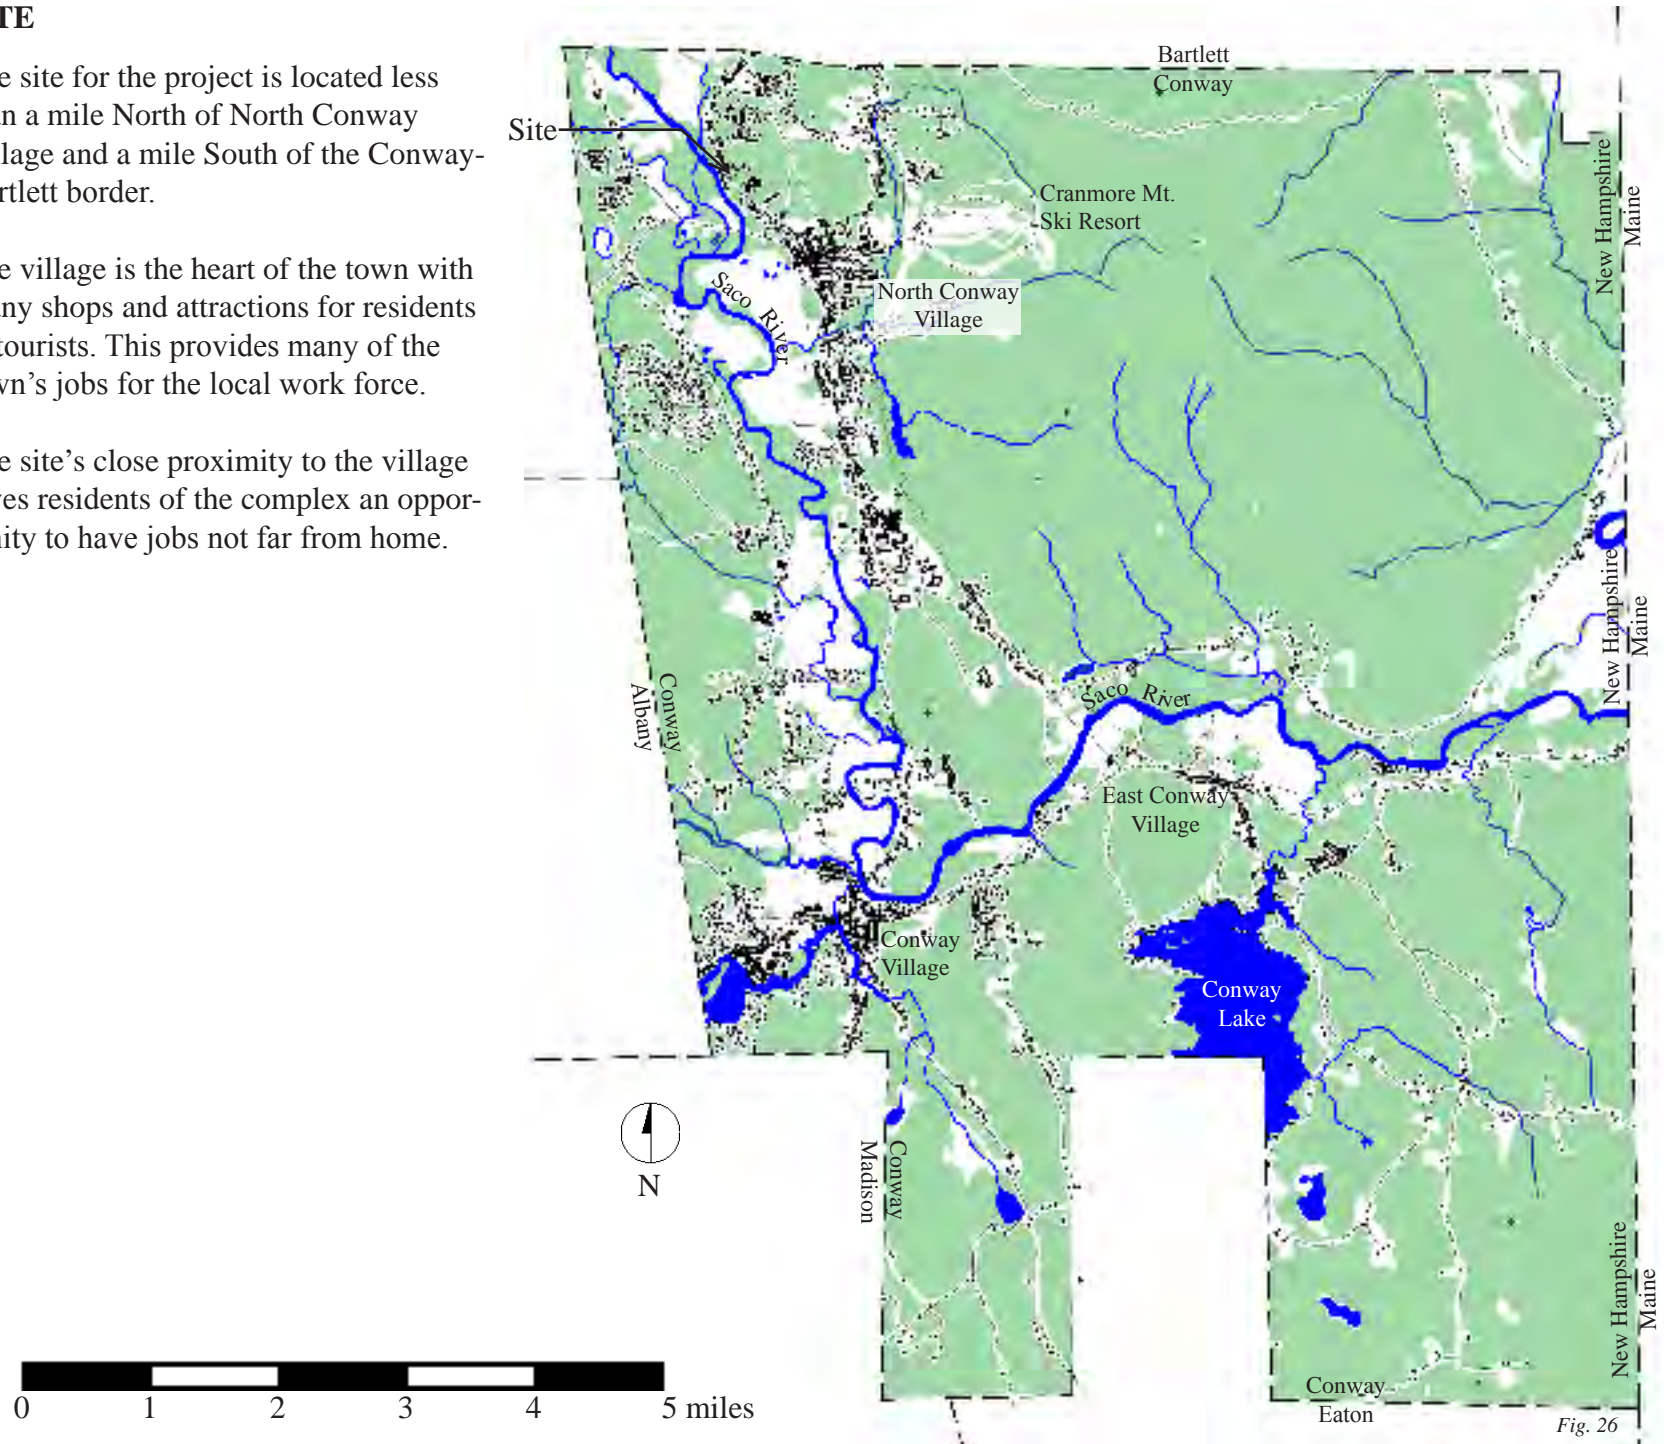 TE
e site for the project is located less
n a mile North of North Conway
lage and a mile South of the Conway-
rtlett border.
e village is the heart of the town with
ny shops and attractions for residents
tourists. This provides many of the
wn's jobs for the local work force.
e site's close proximity to the village
ves residents of the complex an oppor-
nity to have jobs not far from home.
Bartlett
Conway
Site
New Hampshire
Maine
Cranmore Mt.
Ski Resort
Saco River
North Conway
Village
New Hampshire
Maine
Conway
Albany
Saco River
East Conway
Village
Conway
Village
Conway
Lake
N
Conway
Madison
New Hampshire
Maine
0 1 2 3 4 5 miles
Conway
Eaton
Fig. 26